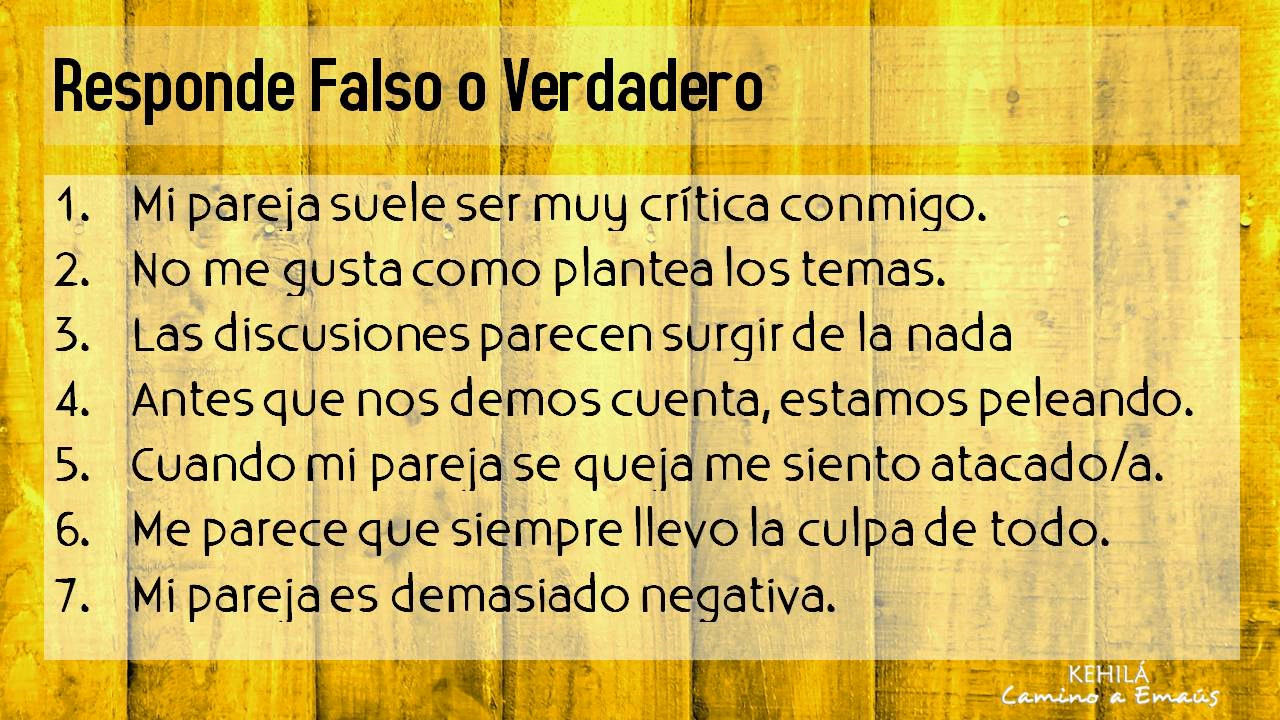 Responde Falso o Verdadero
1. Mi pareja suele ser muy crítica conmigo.
2. No me gusta como plantea los temas.
3. Las discusiones parecen surgir de la nada
4. Antes que nos demos cuenta, estamos peleando.
5. Cuando mi pareja se queja me siento atacado/a.
6. Me parece que siempre llevo la culpa de todo.
7. Mi pareja es demasiado negativa.
KEHILÁ
Camino a Emaús